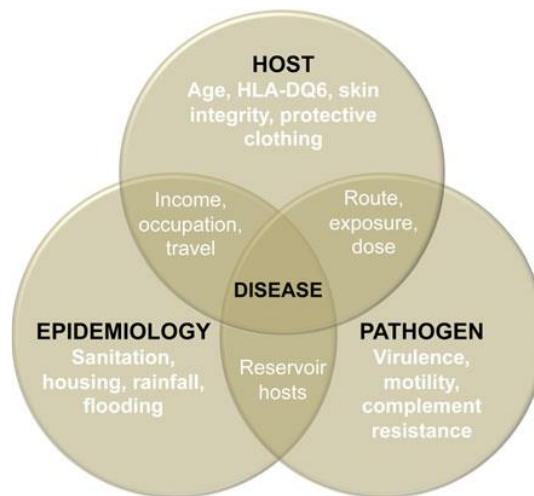 HOST
Age, HLA-DQ6, skin
integrity, protective
clothing
Income,
occupation,
travel
Route,
exposure,
dose
DISEASE
EPIDEMIOLOGY
Sanitation,
housing, rainfall,
flooding
Reservoir
hosts
PATHOGEN
Virulence,
motility,
complement
resistance